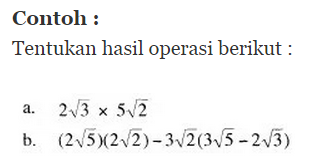 Contoh :
Tentukan hasil operasi berikut :
a. 2√3 × 5√2
b. (2√5)(2√2)−3√2(3√5−2√3)